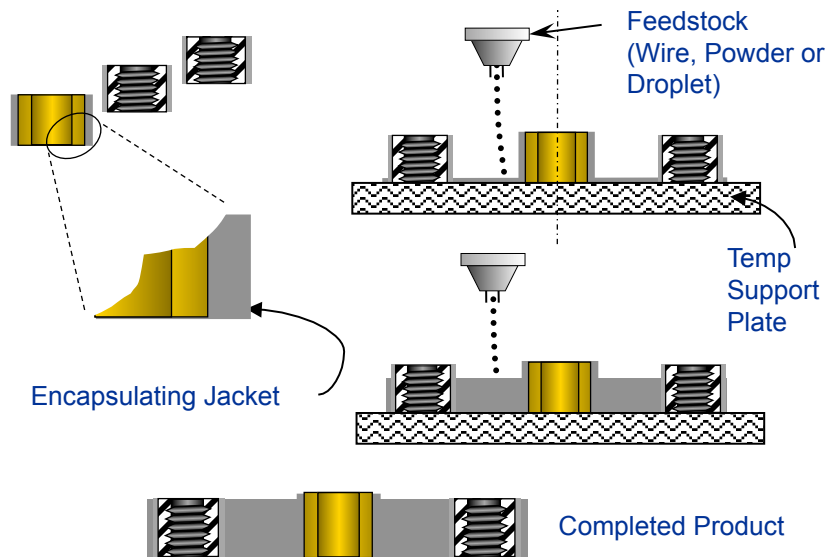 Feedstock
(Wire, Powder or
Droplet)
Temp
Support
Plate
Encapsulating Jacket
Completed Product